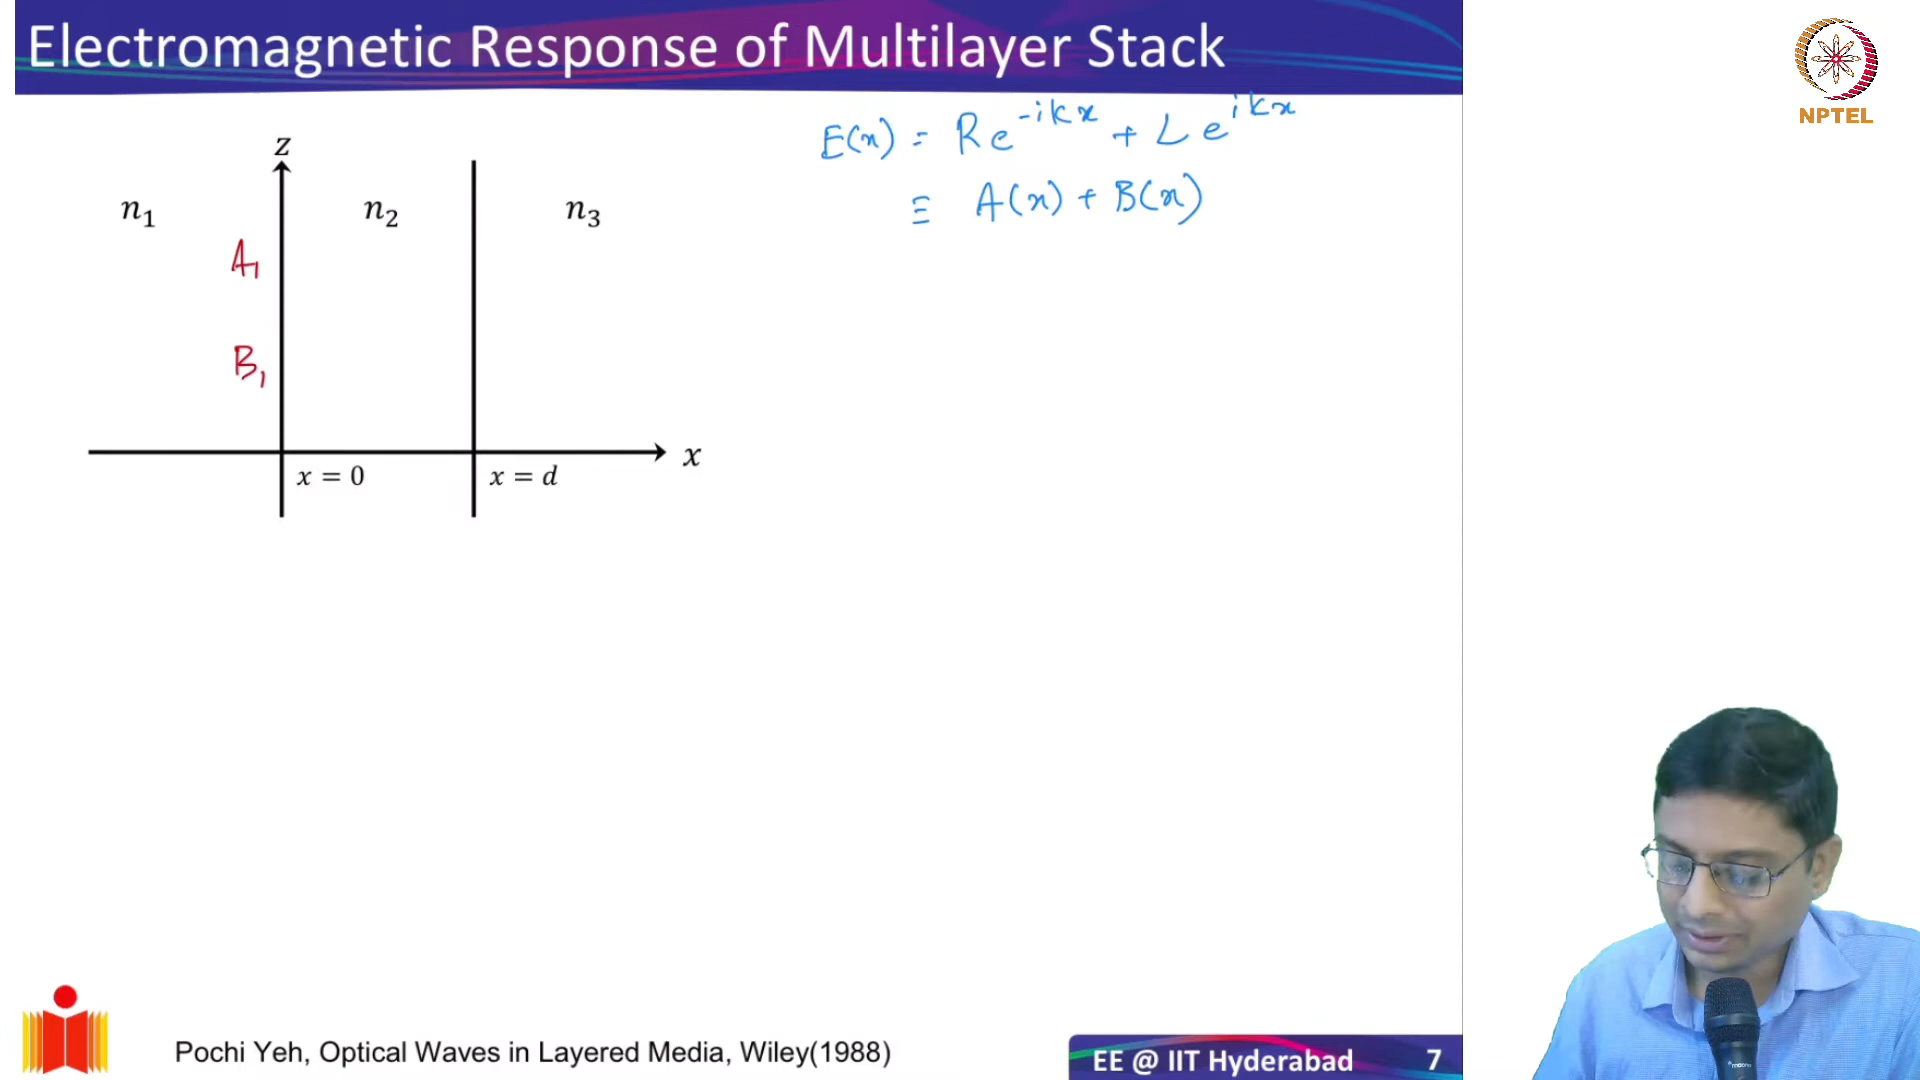 Electromagnetic Response of Multilayer Stack
NPTEL
E(x) = Re^{-ikx} + Le^{ikx}
≡ A(x) + B(x)
z
n₁ n₂ n₃
A₁
B₁
x
x = 0 x = d
Pochi Yeh, Optical Waves in Layered Media, Wiley(1988)
EE @ IIT Hyderabad 7